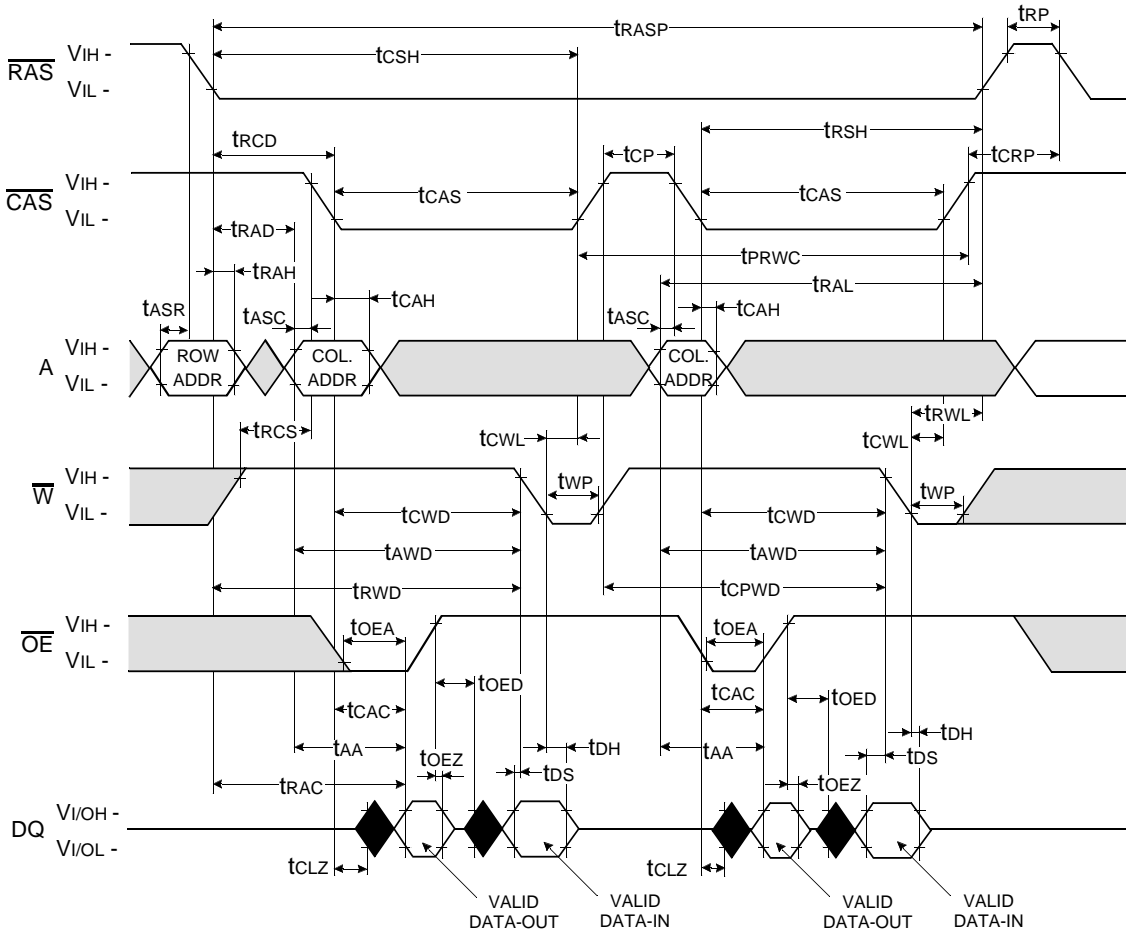 tRASP
tRP
tCSH
RAS
VIH -
VIL -
tRCD
tRSH
tCP
tCRP
CAS
VIH -
VIL -
tCAS
tCAS
tRAD
tPRWC
tRAH
tRAL
tASR
tASC
tCAH
tASC
tCAH
A
VIH -
VIL -
ROW
ADDR
COL.
ADDR
COL.
ADDR
tRCS
tCWL
tRWL
tCWL
W
VIH -
VIL -
tWP
tWP
tCWD
tCWD
tAWD
tAWD
tRWD
tCPWD
OE
VIH -
VIL -
tOEA
tOEA
tOED
tOED
tCAC
tCAC
tAA
tOEZ
tDH
tAA
tDH
tRAC
tDS
tOEZ
tDS
DQ
VI/OH -
VI/OL -
tCLZ
tCLZ
VALID
DATA-OUT
VALID
DATA-IN
VALID
DATA-OUT
VALID
DATA-IN